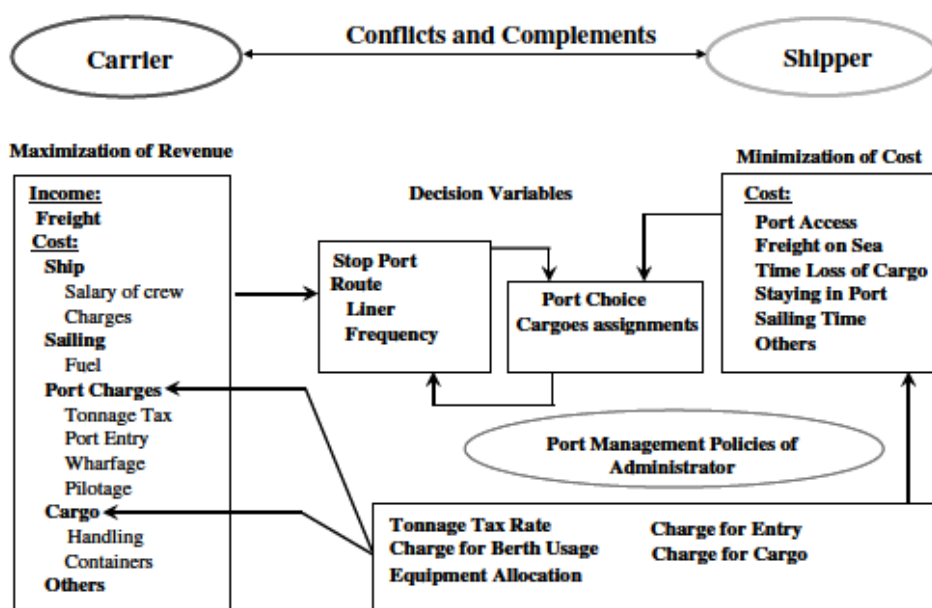 Conflicts and Complements
Carrier
Shipper
Maximization of Revenue
Income:
Freight
Cost:
Ship
Salary of crew
Charges
Sailing
Fuel
Port Charges
Tonnage Tax
Port Entry
Wharfage
Pilotage
Cargo
Handling
Containers
Others
Decision Variables
Stop Port
Route
Liner
Frequency
Port Choice
Cargoes assignments
Minimization of Cost
Cost:
Port Access
Freight on Sea
Time Loss of Cargo
Staying in Port
Sailing Time
Others
Port Management Policies of
Administrator
Tonnage Tax Rate
Charge for Berth Usage
Equipment Allocation
Charge for Entry
Charge for Cargo